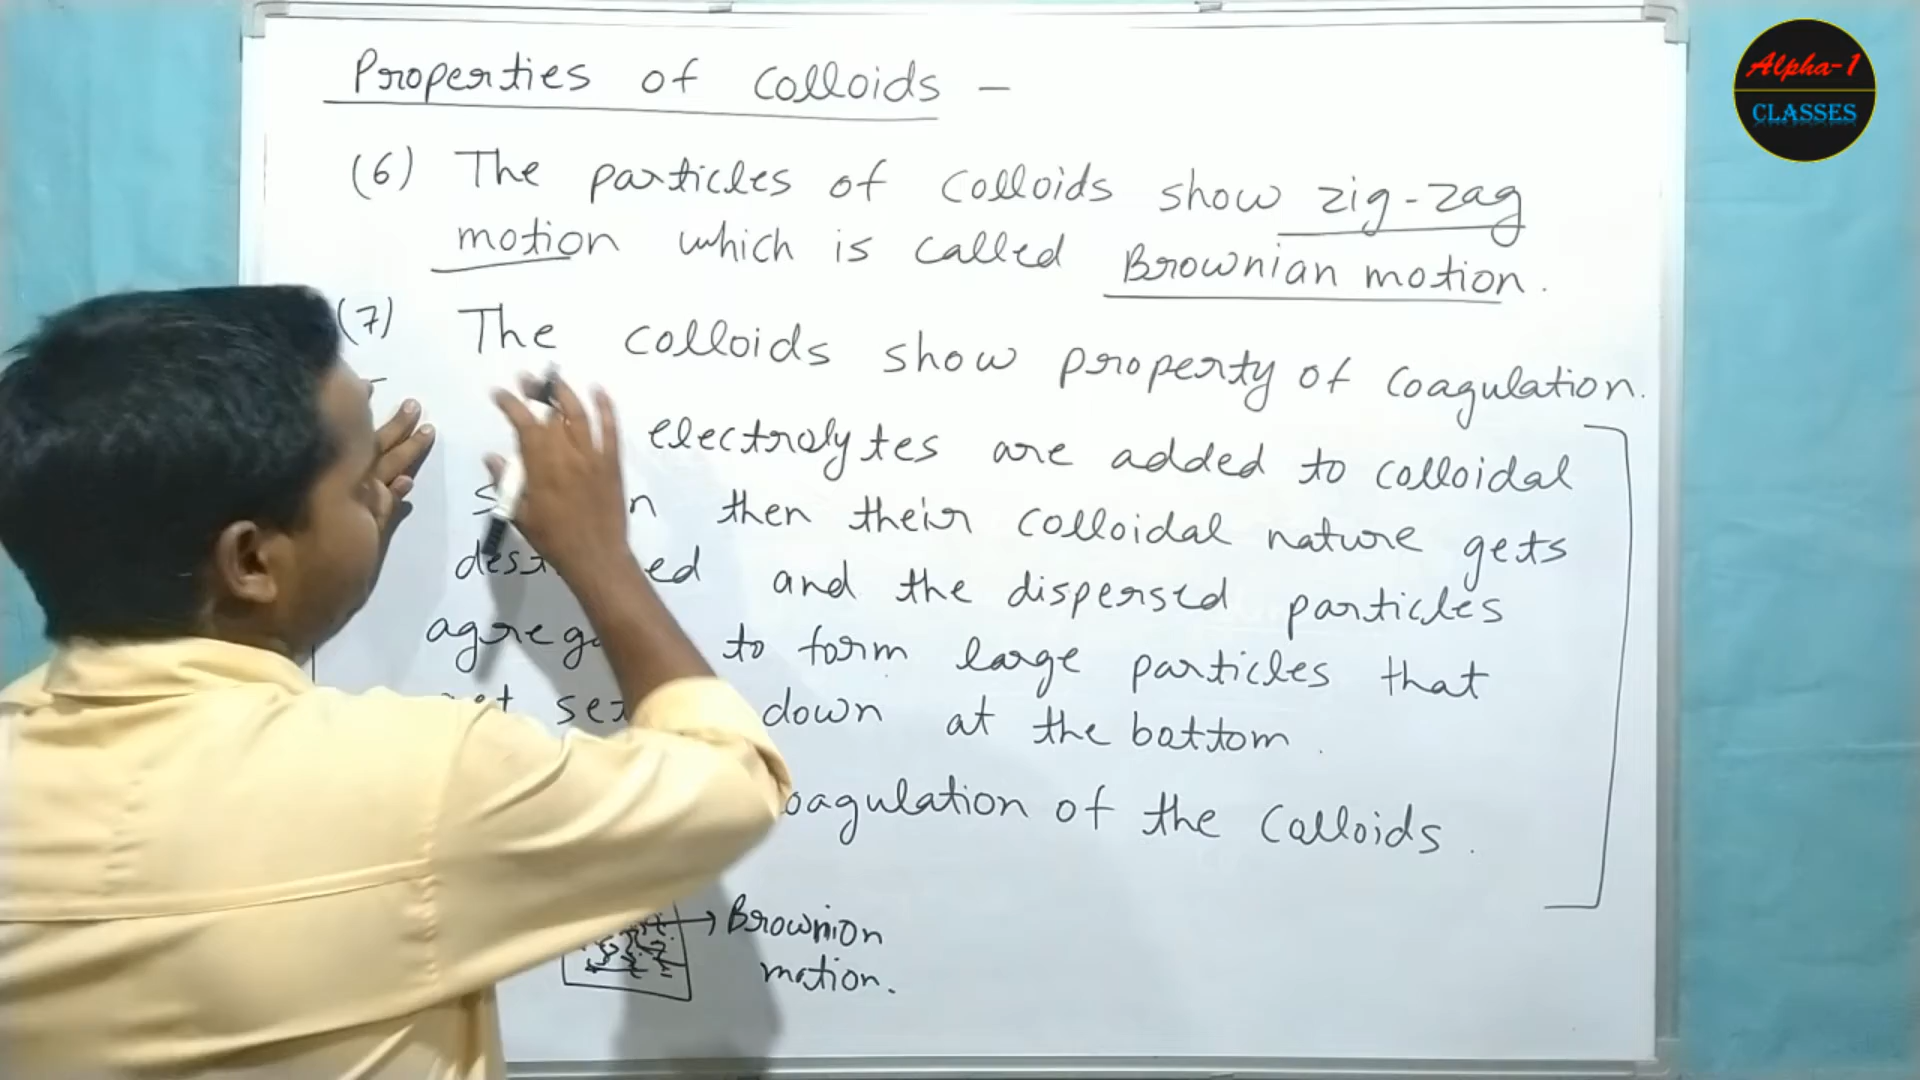 Properties of Colloids -
Alpha-1
CLASSES
(6) The particles of Colloids show zig-zag
motion which is called Brownian motion.
(7) The colloids show property of Coagulation.
electrolytes are added to colloidal
then their colloidal nature gets
and the dispersed particles
to form large particles that
down at the bottom.
of the Colloids.
Brownion
motion.